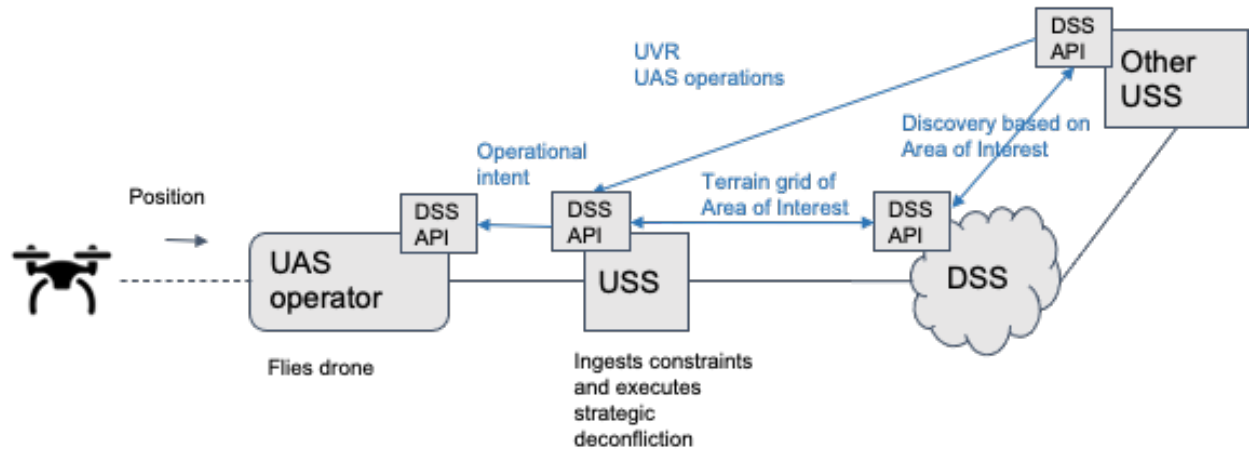 DSS
API
Other
USS
UVR
UAS operations
Discovery based on
Area of Interest
Operational
intent
Terrain grid of
Area of Interest
Position
DSS
API
DSS
API
DSS
API
UAS
operator
USS
DSS
Flies drone
Ingests constraints
and executes
strategic
deconfliction